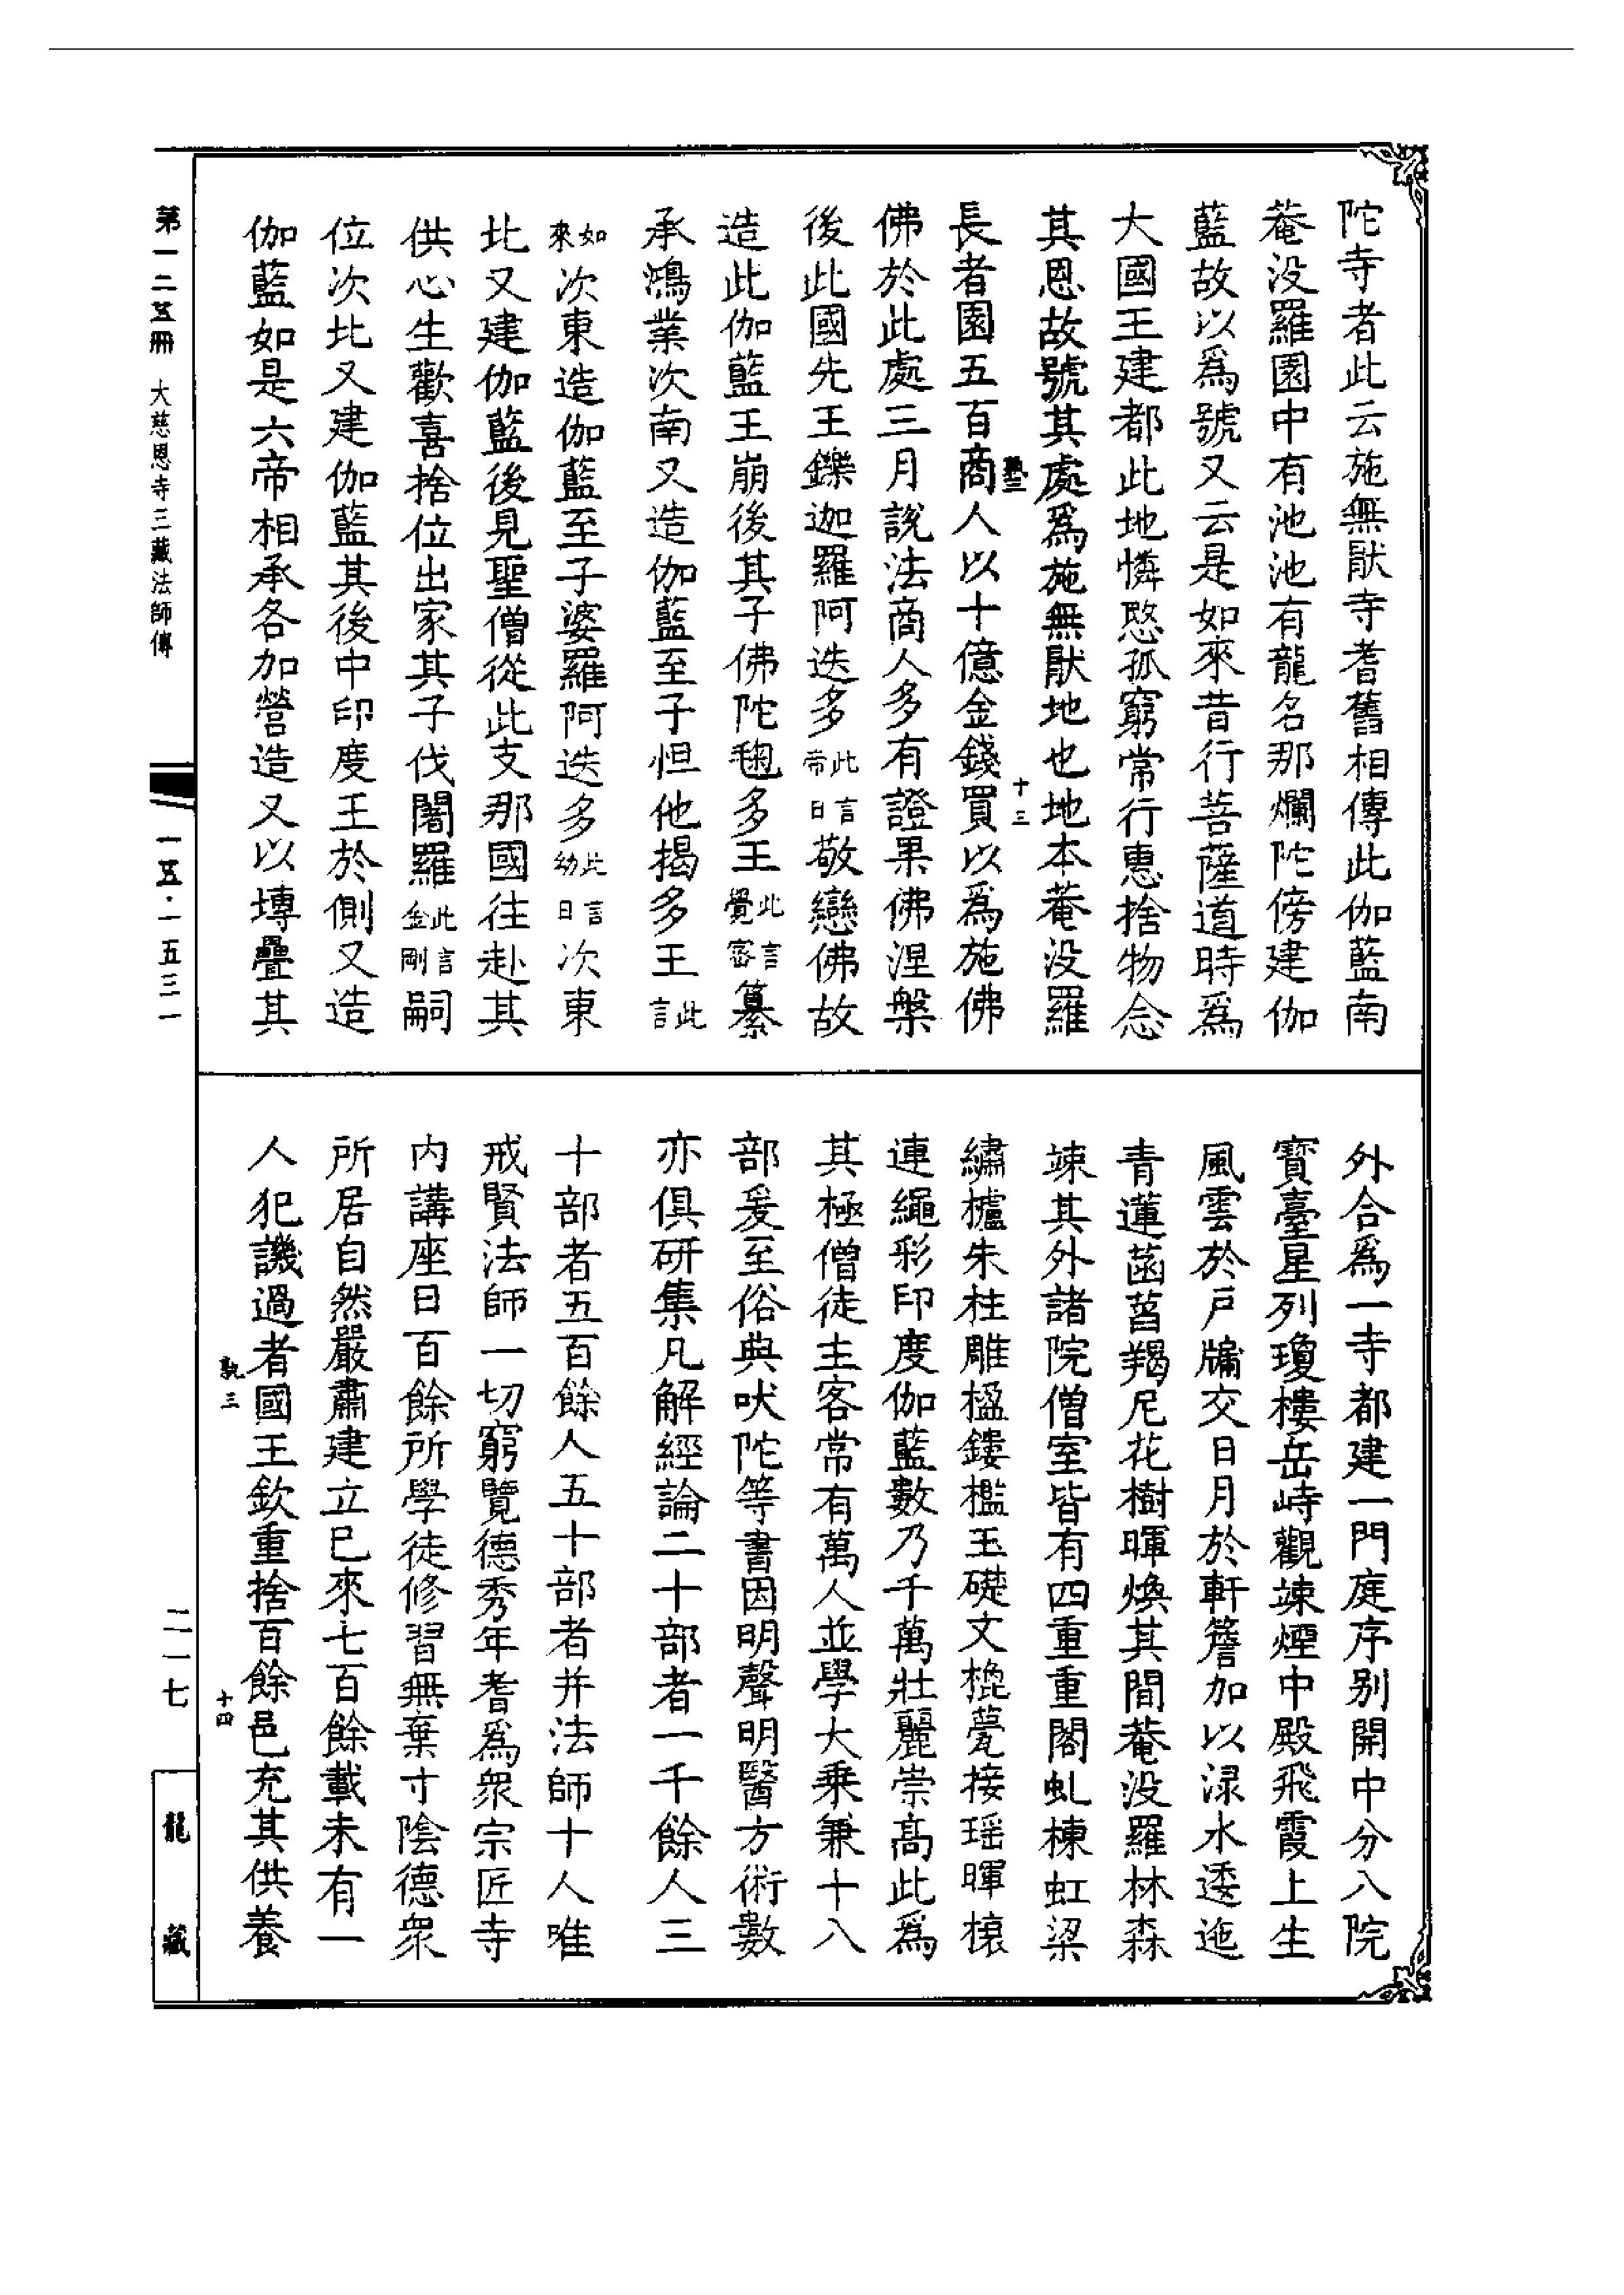 陀寺者此云施無猒寺耆舊相傳此伽藍南
菴没羅園中有池池有龍名那爛陀傍建伽
藍故以爲號又云是如來昔行菩薩道時爲
大國王建都此地憐愍孤窮常行惠捨物念
其恩故號其處爲施無猒地也地本菴没羅
十三
長者園五百商人以十億金錢買以爲施佛
佛於此處三月説法商人多有證果佛涅槃
後此國先王鑠迦羅阿迭多此言帝日敬戀佛故
造此伽藍王崩後其子佛陀毱多王此言覺密纂
承鴻業次南又造伽藍至子怛他揭多王此言
如來次東造伽藍至子婆羅阿迭多此言幼日次東
北又建伽藍後見聖僧從此支那國往赴其
供心生歡喜捨位出家其子伐闍羅此言金剛嗣
位次北又建伽藍其後中印度王於側又造
伽藍如是六帝相承各加營造又以塼疊其
外合爲一寺都建一門庭序别開中分八院
寳臺星列瓊樓岳峙觀竦煙中殿飛霞上生
風雲於戸牖交日月於軒簷加以渌水逶迤
青蓮菡萏羯尼花樹暉煥其間菴没羅林森
竦其外諸院僧室皆有四重重閣虬棟虹梁
繡櫨朱柱雕楹鏤檻玉礎文㮰甍接瑶暉榱
連繩彩印度伽藍數乃千萬壯麗崇高此爲
其極僧徒主客常有萬人並學大乘兼十八
部爰至俗典吠陀等書因明聲明醫方術數
亦俱研集凡解經論二十部者一千餘人三
十部者五百餘人五十部者并法師十人唯
戒賢法師一切窮覽德秀年耆爲衆宗匠寺
内講座日百餘所學徒修習無棄寸陰德衆
所居自然嚴肅建立已來七百餘載未有一
人犯譏過者國王欽重捨百餘邑充其供養
孰三
十四
第一二五冊 大慈恩寺三藏法師傳
一五·一五三一
二一七
龍藏